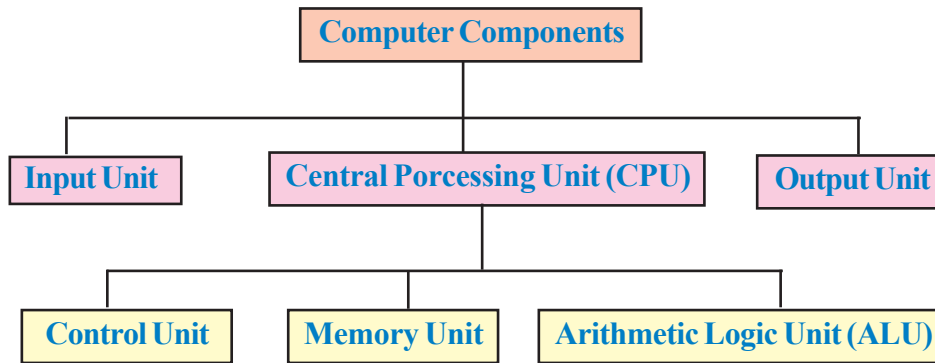 Computer Components
Input Unit
Central Porcessing Unit (CPU)
Output Unit
Control Unit
Memory Unit
Arithmetic Logic Unit (ALU)